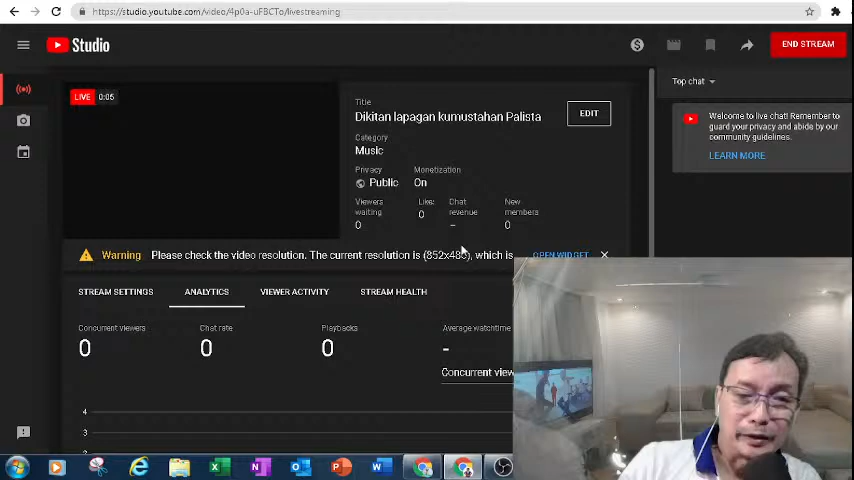 https://studio.youtube.com/video/4p0a-uFBCTo/livestreaming
Studio
END STREAM
LIVE 0:05
Title
Dikitan lapagan kumustahan Palista
EDIT
Category
Music
Privacy
Public
Monetization
On
Viewers waiting
0
Like:
0
Chat revenue
–
New members
0
Top chat
Welcome to live chat! Remember to
guard your privacy and abide by our
community guidelines.
LEARN MORE
Warning Please check the video resolution. The current resolution is (852x480), which is OPEN WIDGET
STREAM SETTINGS ANALYTICS VIEWER ACTIVITY STREAM HEALTH
Concurrent viewers
0
Chat rate
0
Playbacks
0
Average watchtime
-
Concurrent view
4
3